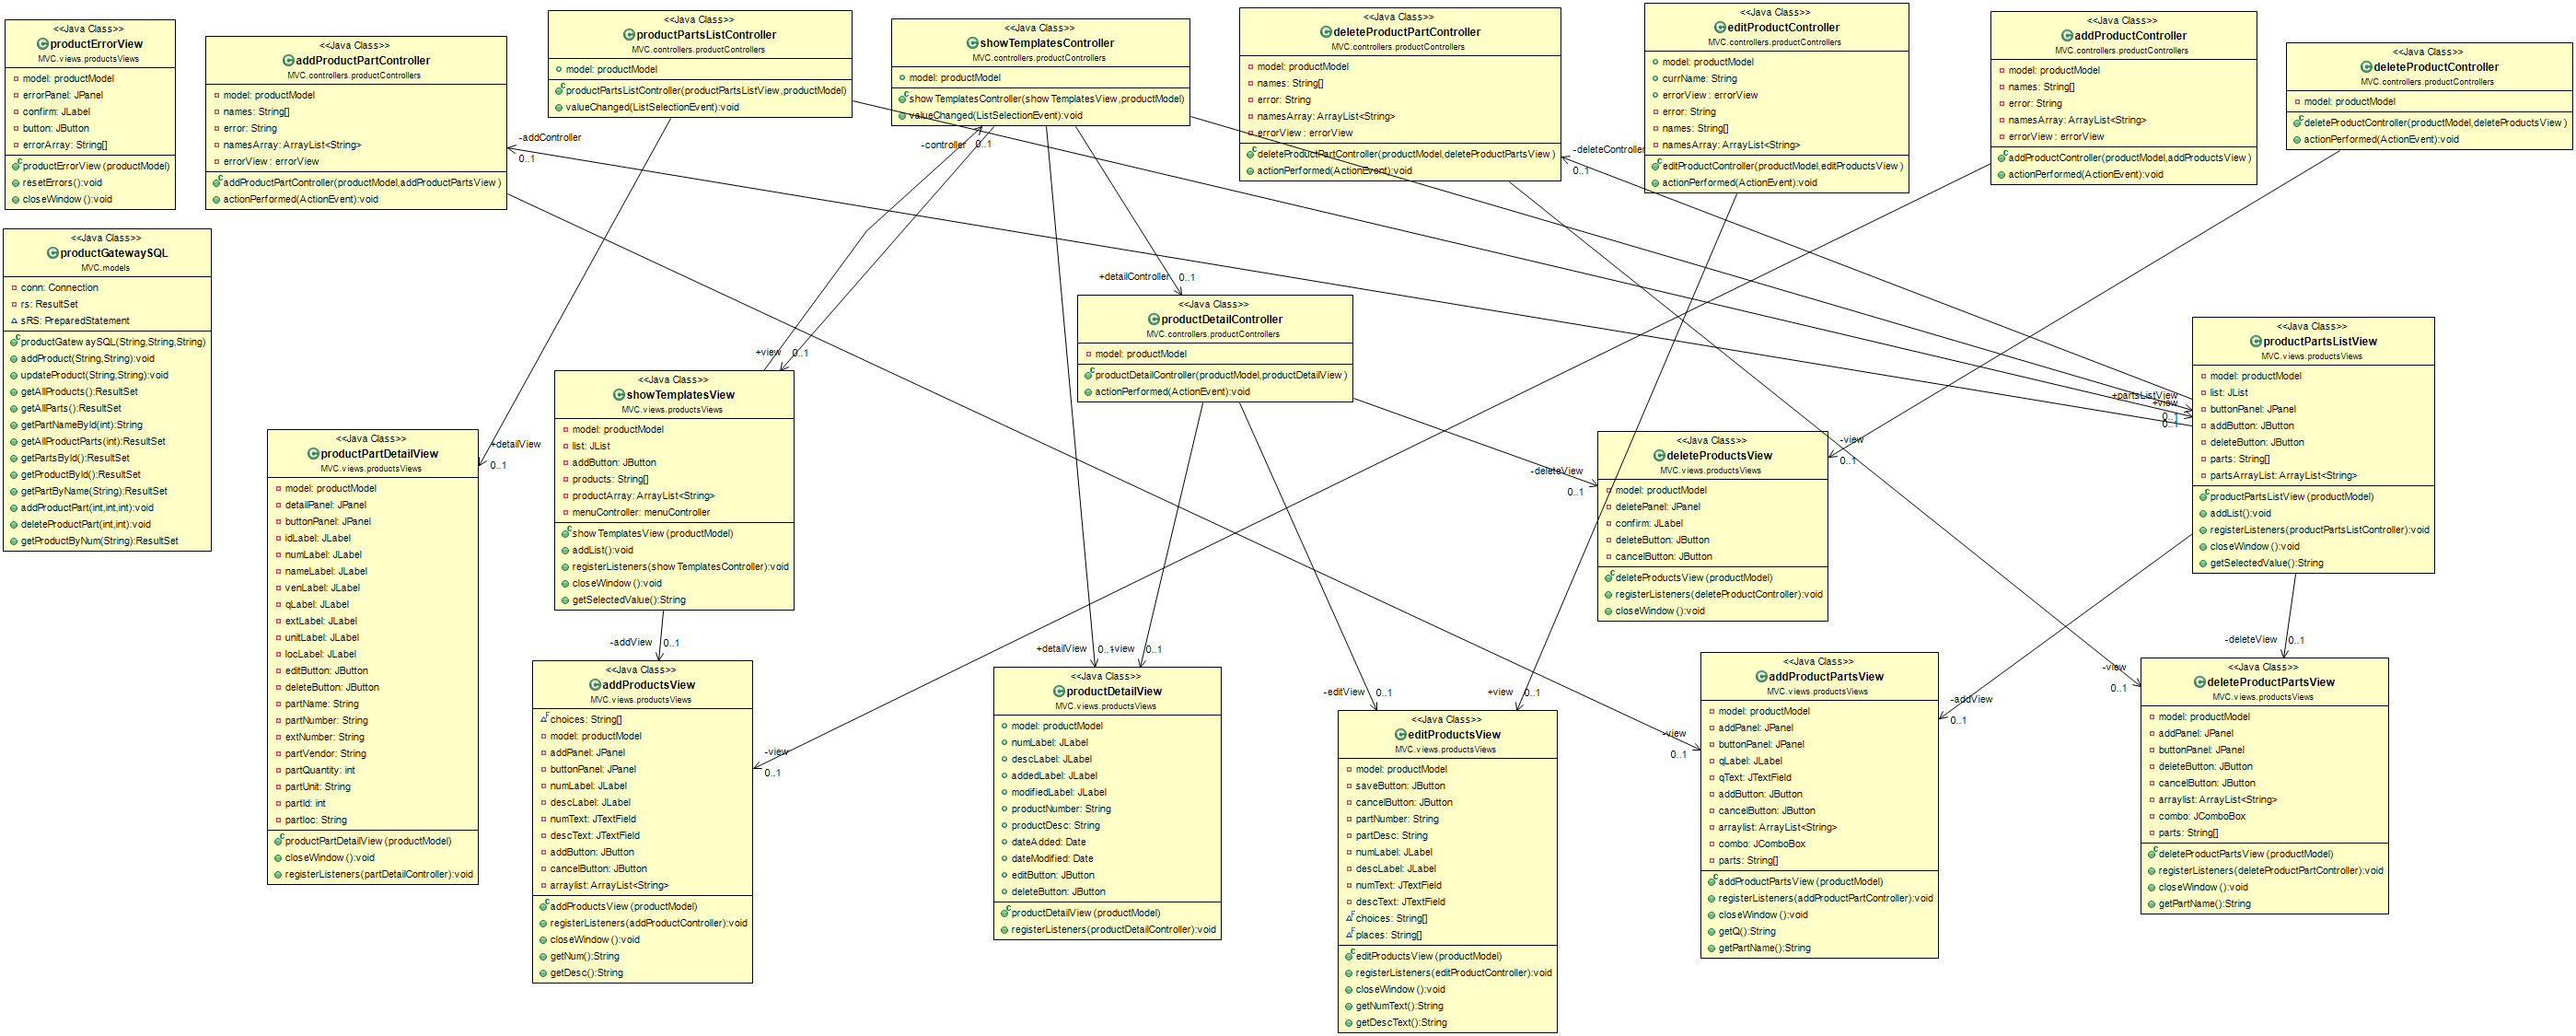 <<Java Class>>
productErrorView
MVC.views.productsViews
model: productModel
errorPanel: JPanel
confirm: JLabel
button: JButton
errorArray: String[]
productErrorView(productModel)
resetErrors():void
closeWindow():void
<<Java Class>>
addProductPartController
MVC.controllers.productControllers
model: productModel
names: String[]
error: String
namesArray: ArrayList<String>
errorView: errorView
addProductPartController(productModel,addProductPartsView)
actionPerformed(ActionEvent):void
<<Java Class>>
productPartsListController
MVC.controllers.productControllers
model: productModel
productPartsListController(productPartsListView,productModel)
valueChanged(ListSelectionEvent):void
<<Java Class>>
showTemplatesController
MVC.controllers.productControllers
model: productModel
showTemplatesController(showTemplatesView,productModel)
valueChanged(ListSelectionEvent):void
<<Java Class>>
deleteProductPartController
MVC.controllers.productControllers
model: productModel
names: String[]
error: String
namesArray: ArrayList<String>
errorView: errorView
deleteProductPartController(productModel,deleteProductPartsView)
actionPerformed(ActionEvent):void
<<Java Class>>
editProductController
MVC.controllers.productControllers
model: productModel
currName: String
errorView: errorView
error: String
names: String[]
namesArray: ArrayList<String>
editProductController(productModel,editProductsView)
actionPerformed(ActionEvent):void
<<Java Class>>
addProductController
MVC.controllers.productControllers
model: productModel
names: String[]
error: String
namesArray: ArrayList<String>
errorView: errorView
addProductController(productModel,addProductsView)
actionPerformed(ActionEvent):void
<<Java Class>>
deleteProductController
MVC.controllers.productControllers
model: productModel
deleteProductController(productModel,deleteProductsView)
actionPerformed(ActionEvent):void
-addController
0..1
-controller
0..1
-deleteController
0..1
<<Java Class>>
productGatewaySQL
MVC.models
conn: Connection
rs: ResultSet
sRS: PreparedStatement
productGatewaySQL(String,String,String)
addProduct(String,String):void
updateProduct(String,String):void
getAllProducts():ResultSet
getAllParts():ResultSet
getPartNameById(int):String
getAllProductParts(int):ResultSet
getPartsById():ResultSet
getProductById():ResultSet
getPartByName(String):ResultSet
addProductPart(int,int,int):void
deleteProductPart(int,int):void
getProductByNum(String):ResultSet
+detailController
0..1
<<Java Class>>
productDetailController
MVC.controllers.productControllers
model: productModel
productDetailController(productModel,productDetailView)
actionPerformed(ActionEvent):void
+view
0..1
<<Java Class>>
showTemplatesView
MVC.views.productsViews
model: productModel
list: JList
addButton: JButton
products: String[]
productArray: ArrayList<String>
menuController: menuController
showTemplatesView(productModel)
addList():void
registerListeners(showTemplatesController):void
closeWindow():void
getSelectedValue():String
<<Java Class>>
productPartsListView
MVC.views.productsViews
model: productModel
list: JList
buttonPanel: JPanel
addButton: JButton
deleteButton: JButton
parts: String[]
partsArrayList: ArrayList<String>
productPartsListView(productModel)
addList():void
registerListeners(productPartsListController):void
closeWindow():void
getSelectedValue():String
+partsListView
+view
0..1
0..1
+detailView
0..1
<<Java Class>>
productPartDetailView
MVC.views.productsViews
model: productModel
detailPanel: JPanel
buttonPanel: JPanel
idLabel: JLabel
numLabel: JLabel
nameLabel: JLabel
venLabel: JLabel
qLabel: JLabel
extLabel: JLabel
unitLabel: JLabel
locLabel: JLabel
editButton: JButton
deleteButton: JButton
partName: String
partNumber: String
extNumber: String
partVendor: String
partQuantity: int
partUnit: String
partId: int
partloc: String
productPartDetailView(productModel)
closeWindow():void
registerListeners(partDetailController):void
-view
0..1
-deleteView
0..1
<<Java Class>>
deleteProductsView
MVC.views.productsViews
model: productModel
deletePanel: JPanel
confirm: JLabel
deleteButton: JButton
cancelButton: JButton
deleteProductsView(productModel)
registerListeners(deleteProductController):void
closeWindow():void
-addView
0..1
<<Java Class>>
addProductsView
MVC.views.productsViews
choices: String[]
model: productModel
addPanel: JPanel
buttonPanel: JPanel
numLabel: JLabel
descLabel: JLabel
numText: JTextField
descText: JTextField
addButton: JButton
cancelButton: JButton
arraylist: ArrayList<String>
addProductsView(productModel)
registerListeners(addProductController):void
closeWindow():void
getNum():String
getDesc():String
-view
0..1
+detailView
0..1
-view
0..1
<<Java Class>>
productDetailView
MVC.views.productsViews
model: productModel
numLabel: JLabel
descLabel: JLabel
addedLabel: JLabel
modifiedLabel: JLabel
productNumber: String
productDesc: String
dateAdded: Date
dateModified: Date
editButton: JButton
deleteButton: JButton
productDetailView(productModel)
registerListeners(productDetailController):void
-editView
0..1
+view
0..1
<<Java Class>>
editProductsView
MVC.views.productsViews
model: productModel
saveButton: JButton
cancelButton: JButton
partNumber: String
partDesc: String
numLabel: JLabel
descLabel: JLabel
numText: JTextField
descText: JTextField
choices: String[]
places: String[]
editProductsView(productModel)
registerListeners(editProductController):void
closeWindow():void
getNumText():String
getDescText():String
-view
0..1
<<Java Class>>
addProductPartsView
MVC.views.productsViews
model: productModel
addPanel: JPanel
buttonPanel: JPanel
qLabel: JLabel
qText: JTextField
addButton: JButton
cancelButton: JButton
arraylist: ArrayList<String>
combo: JComboBox
parts: String[]
addProductPartsView(productModel)
registerListeners(addProductPartController):void
closeWindow():void
getQ():String
getPartName():String
-addView
0..1
-deleteView
0..1
-view
0..1
<<Java Class>>
deleteProductPartsView
MVC.views.productsViews
model: productModel
addPanel: JPanel
buttonPanel: JPanel
deleteButton: JButton
cancelButton: JButton
arraylist: ArrayList<String>
combo: JComboBox
parts: String[]
deleteProductPartsView(productModel)
registerListeners(deleteProductPartController):void
closeWindow():void
getPartName():String